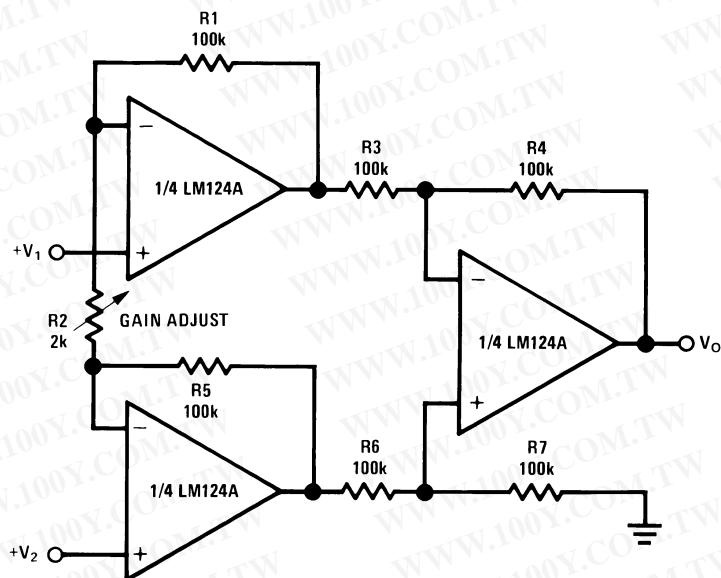 R1
100k
1/4 LM124A
+V1
R2
2k
GAIN ADJUST
R3
100k
R4
100k
1/4 LM124A
VO
R5
100k
1/4 LM124A
+V2
R6
100k
R7
100k
WWW.100Y.COM.TW